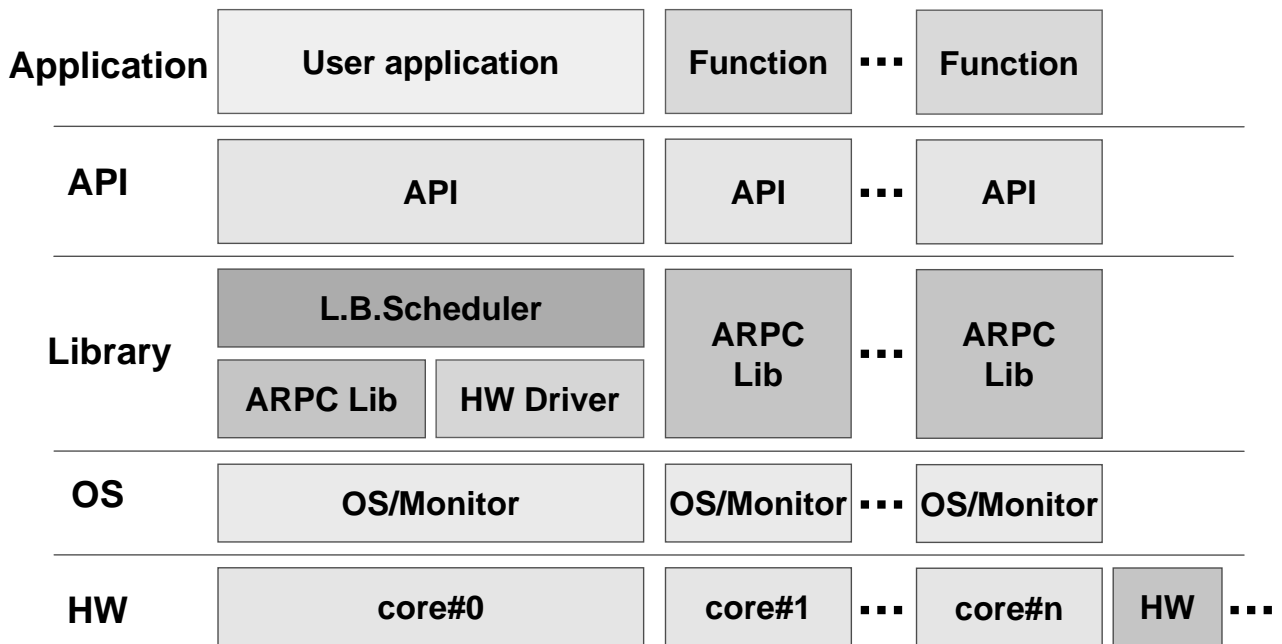 Application
User application
Function
...
Function
API
API
API
...
API
Library
L.B.Scheduler
ARPC Lib
HW Driver
ARPC
Lib
...
ARPC
Lib
OS
OS/Monitor
OS/Monitor
...
OS/Monitor
HW
core#0
core#1
...
core#n
HW
...